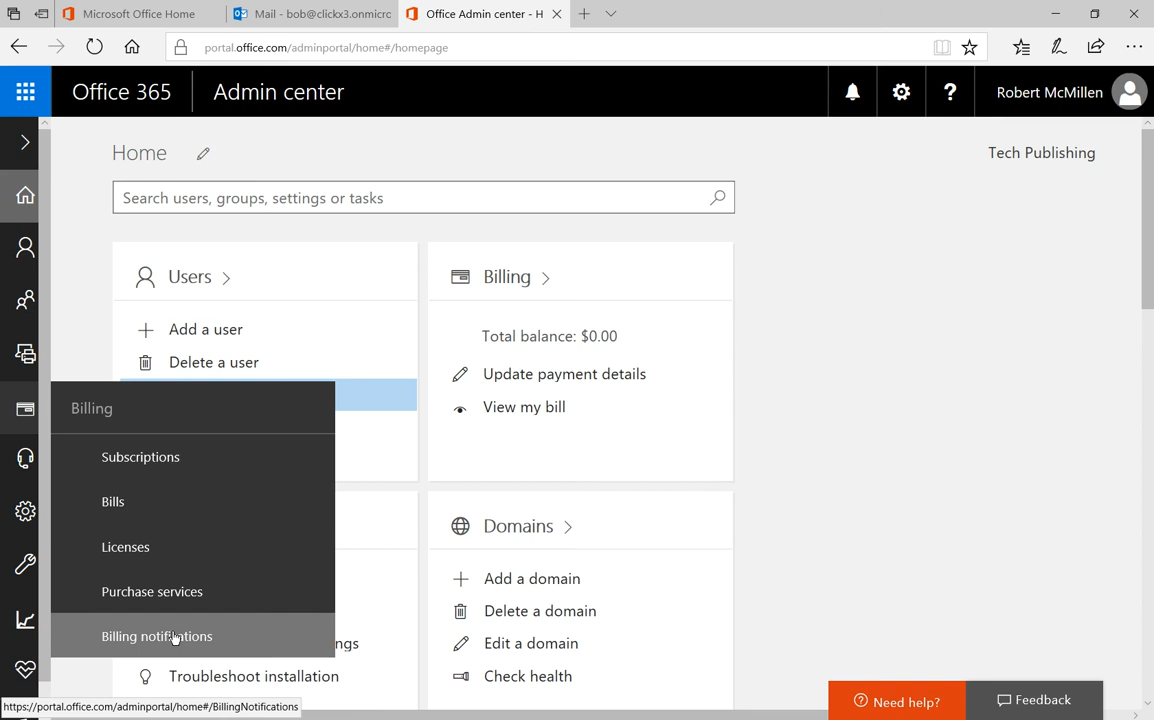 Microsoft Office Home
Mail - bob@clickx3.onmicro
Office Admin center - H
portal.office.com/adminportal/home#/homepage
Office 365
Admin center
?
Robert McMillen
Home
Tech Publishing
Search users, groups, settings or tasks
Users
Add a user
Delete a user
Billing
Total balance: $0.00
Update payment details
View my bill
Billing
Subscriptions
Bills
Licenses
Purchase services
Billing notifications
Domains
Add a domain
Delete a domain
Edit a domain
Check health
ngs
Troubleshoot installation
https://portal.office.com/adminportal/home#/BillingNotifications
Need help?
Feedback